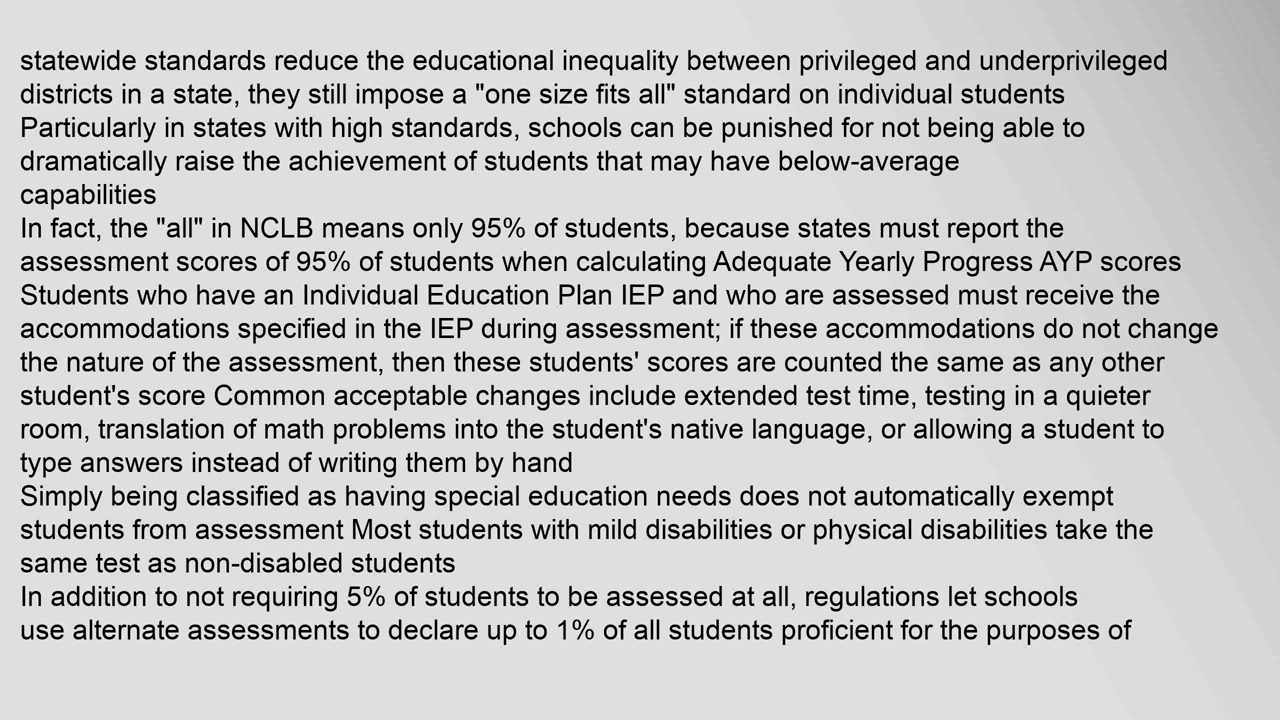 statewide standards reduce the educational inequality between privileged and underprivileged
districts in a state, they still impose a "one size fits all" standard on individual students
Particularly in states with high standards, schools can be punished for not being able to
dramatically raise the achievement of students that may have below-average
capabilities
In fact, the "all" in NCLB means only 95% of students, because states must report the
assessment scores of 95% of students when calculating Adequate Yearly Progress AYP scores
Students who have an Individual Education Plan IEP and who are assessed must receive the
accommodations specified in the IEP during assessment; if these accommodations do not change
the nature of the assessment, then these students' scores are counted the same as any other
student's score Common acceptable changes include extended test time, testing in a quieter
room, translation of math problems into the student's native language, or allowing a student to
type answers instead of writing them by hand
Simply being classified as having special education needs does not automatically exempt
students from assessment Most students with mild disabilities or physical disabilities take the
same test as non-disabled students
In addition to not requiring 5% of students to be assessed at all, regulations let schools
use alternate assessments to declare up to 1% of all students proficient for the purposes of